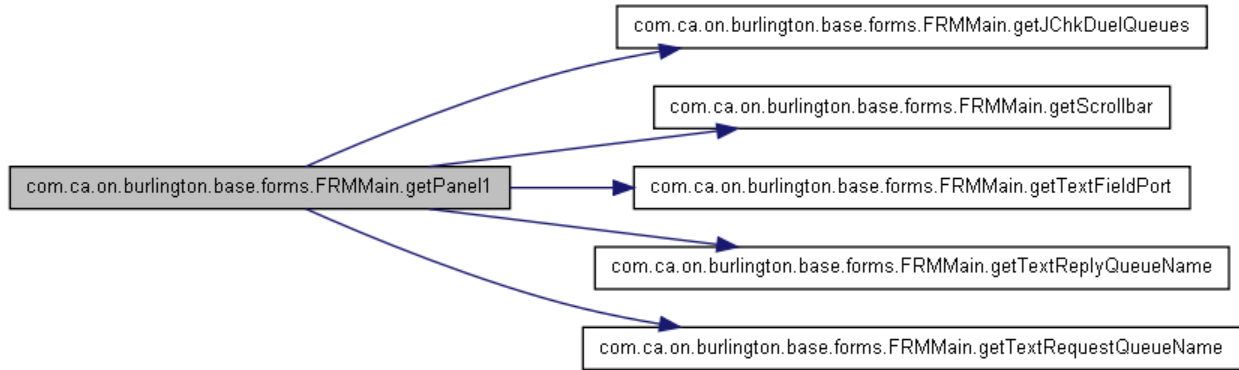 com.ca.on.burlington.base.forms.FRMMain.getJChkDuelQueues
com.ca.on.burlington.base.forms.FRMMain.getScrollbar
com.ca.on.burlington.base.forms.FRMMain.getPanel1
com.ca.on.burlington.base.forms.FRMMain.getTextFieldPort
com.ca.on.burlington.base.forms.FRMMain.getTextReplyQueueName
com.ca.on.burlington.base.forms.FRMMain.getTextRequestQueueName